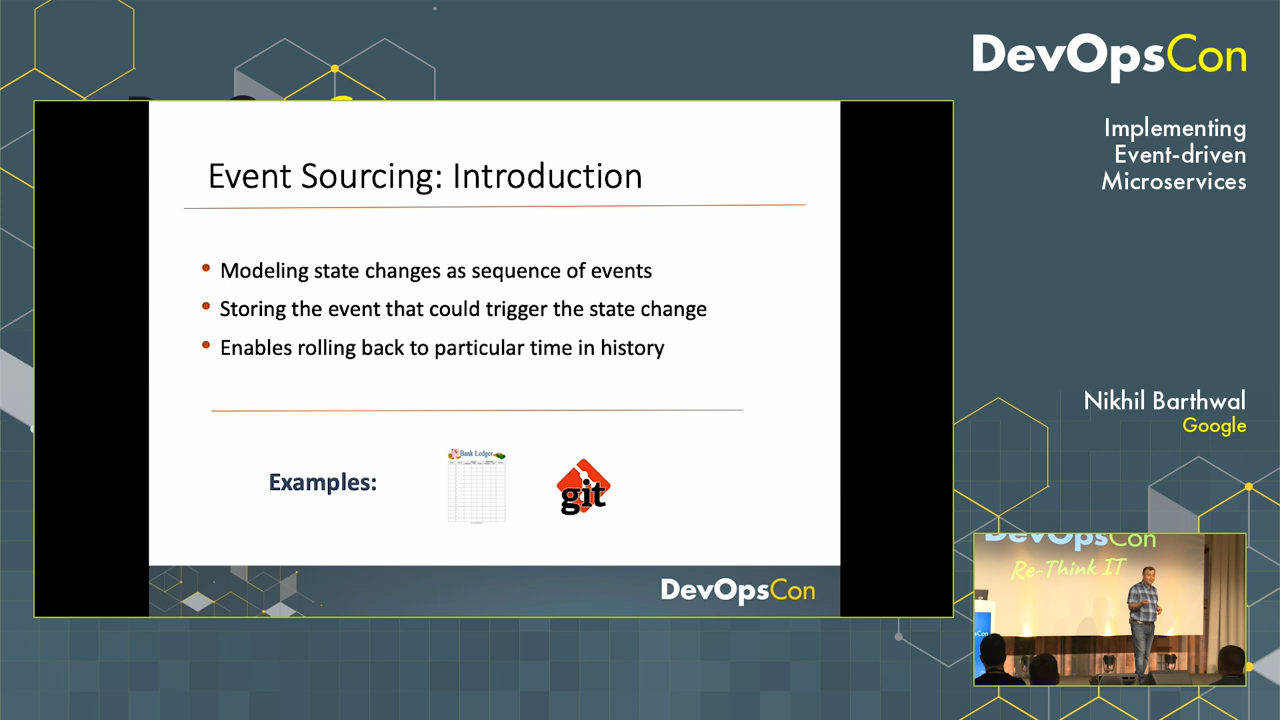 DevOpsCon
Implementing
Event-driven
Microservices
Event Sourcing: Introduction
• Modeling state changes as sequence of events
• Storing the event that could trigger the state change
• Enables rolling back to particular time in history
Examples:
Bank Ledger
git
DevOpsCon
Nikhil Barthwal
Google
DevOpsCon
Re-Think IT